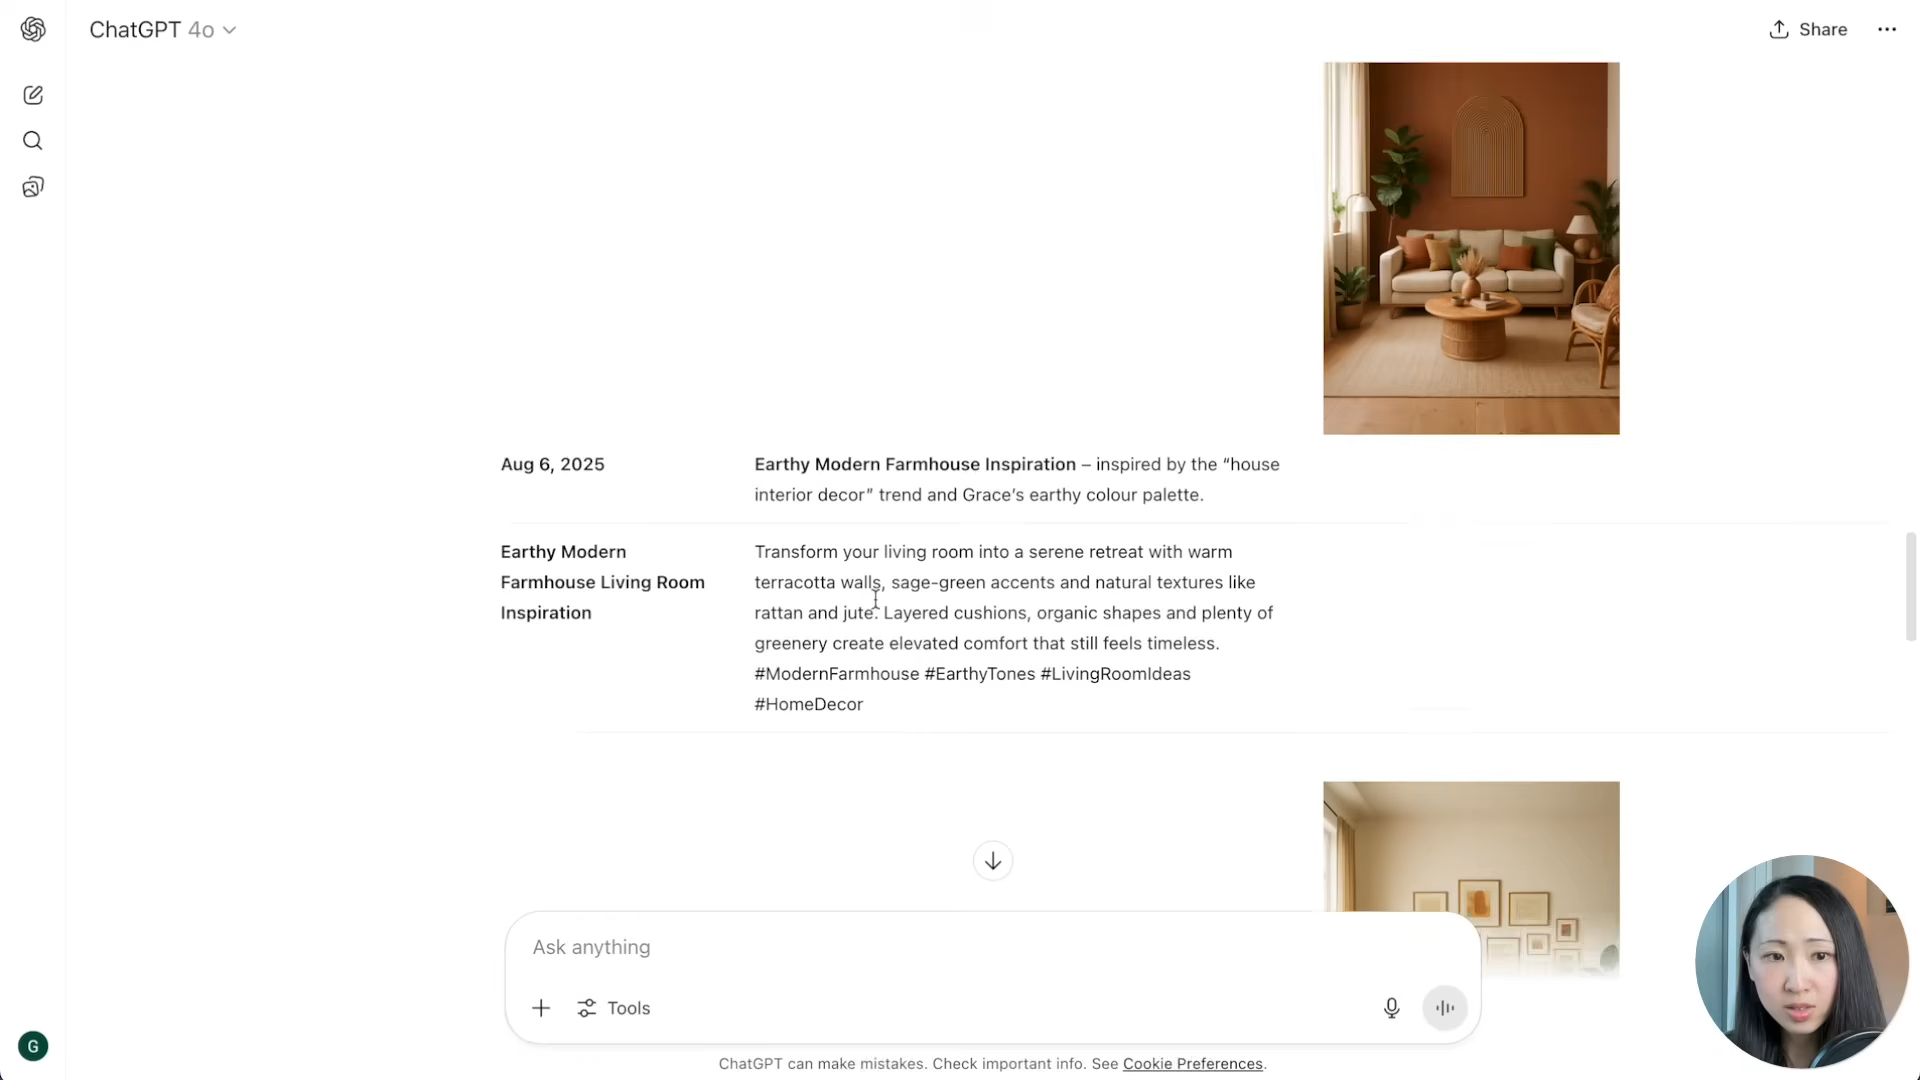 ChatGPT 4o
Share
Aug 6, 2025
Earthy Modern Farmhouse Inspiration – inspired by the “house
interior decor” trend and Grace’s earthy colour palette.
Earthy Modern
Farmhouse Living Room
Inspiration
Transform your living room into a serene retreat with warm
terracotta walls, sage-green accents and natural textures like
rattan and jute. Layered cushions, organic shapes and plenty of
greenery create elevated comfort that still feels timeless.
#ModernFarmhouse #EarthyTones #LivingRoomIdeas
#HomeDecor
Ask anything
Tools
G
ChatGPT can make mistakes. Check important info. See Cookie Preferences.